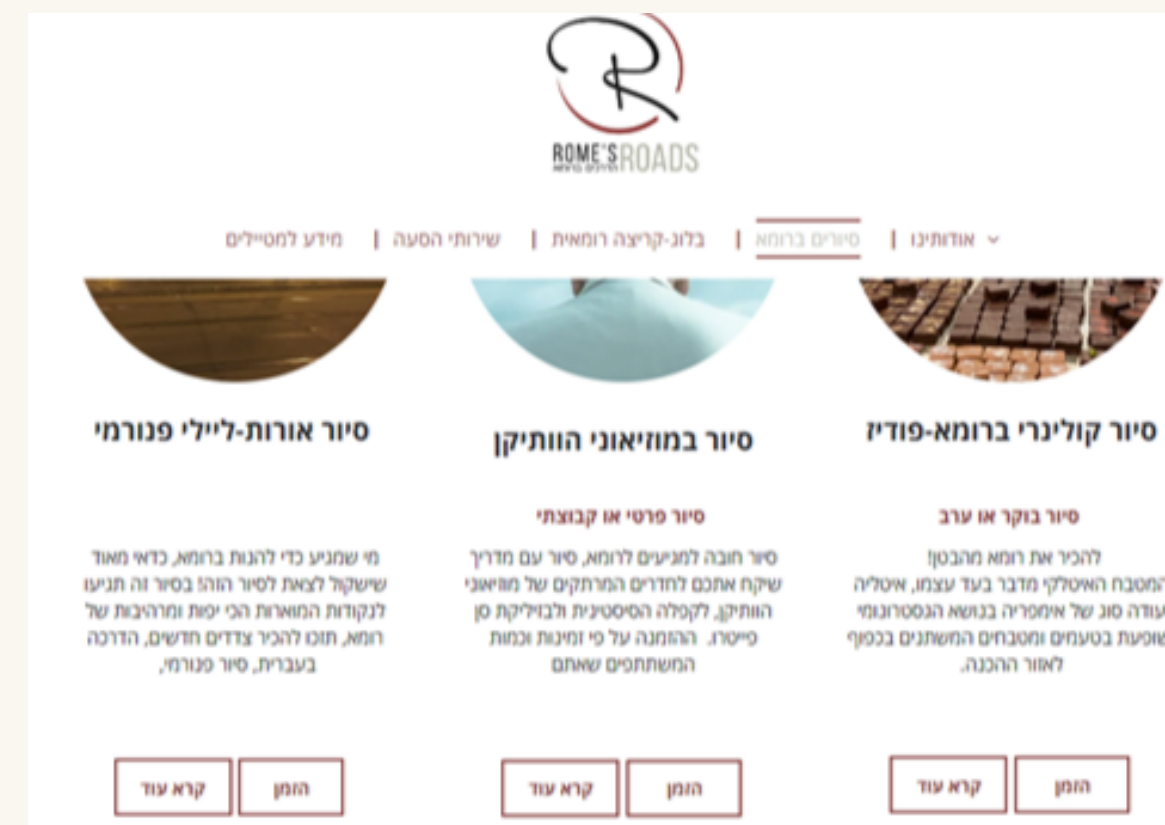 ROME'S ROADS
אודותינו | סיורים ברומא | בלוג-קריצה רומאית | שירותי הסעה | מידע למטיילים
סיור קולינרי ברומא-פודיז
סיור בוקר או ערב
להכיר את רומא מהבטן!
המטבח האיטלקי מדבר בעד עצמו, איטליה
עודה סוג של אימפריה בנושא הגסטרונומי
שופעת בטעמים ומטבחים המשתנים בכפוף
לאזור ההכנה.
הזמן
קרא עוד
סיור במוזיאוני הוותיקן
סיור פרטי או קבוצתי
סיור חובה למגיעים לרומא, סיור עם מדריך
שיקח אתכם לחדרים המרתקים של מוזיאוני
הוותיקן, לקפלה הסיסטינית ולבזיליקת סן
פייטרו. ההזמנה על פי זמינות וכמות
המשתתפים שאתם
הזמן
קרא עוד
סיור אורות-לילי פנורמי
מי שמגיע כדי להנות ברומא, כדאי מאוד
שישקול לצאת לסיור הזה! בסיור זה תגיעו
לנקודות המוארות הכי יפות ומרהיבות של
רומא, תזכו להכיר צדדים חדשים, הדרכה
בעברית, סיור פנורמי,
הזמן
קרא עוד